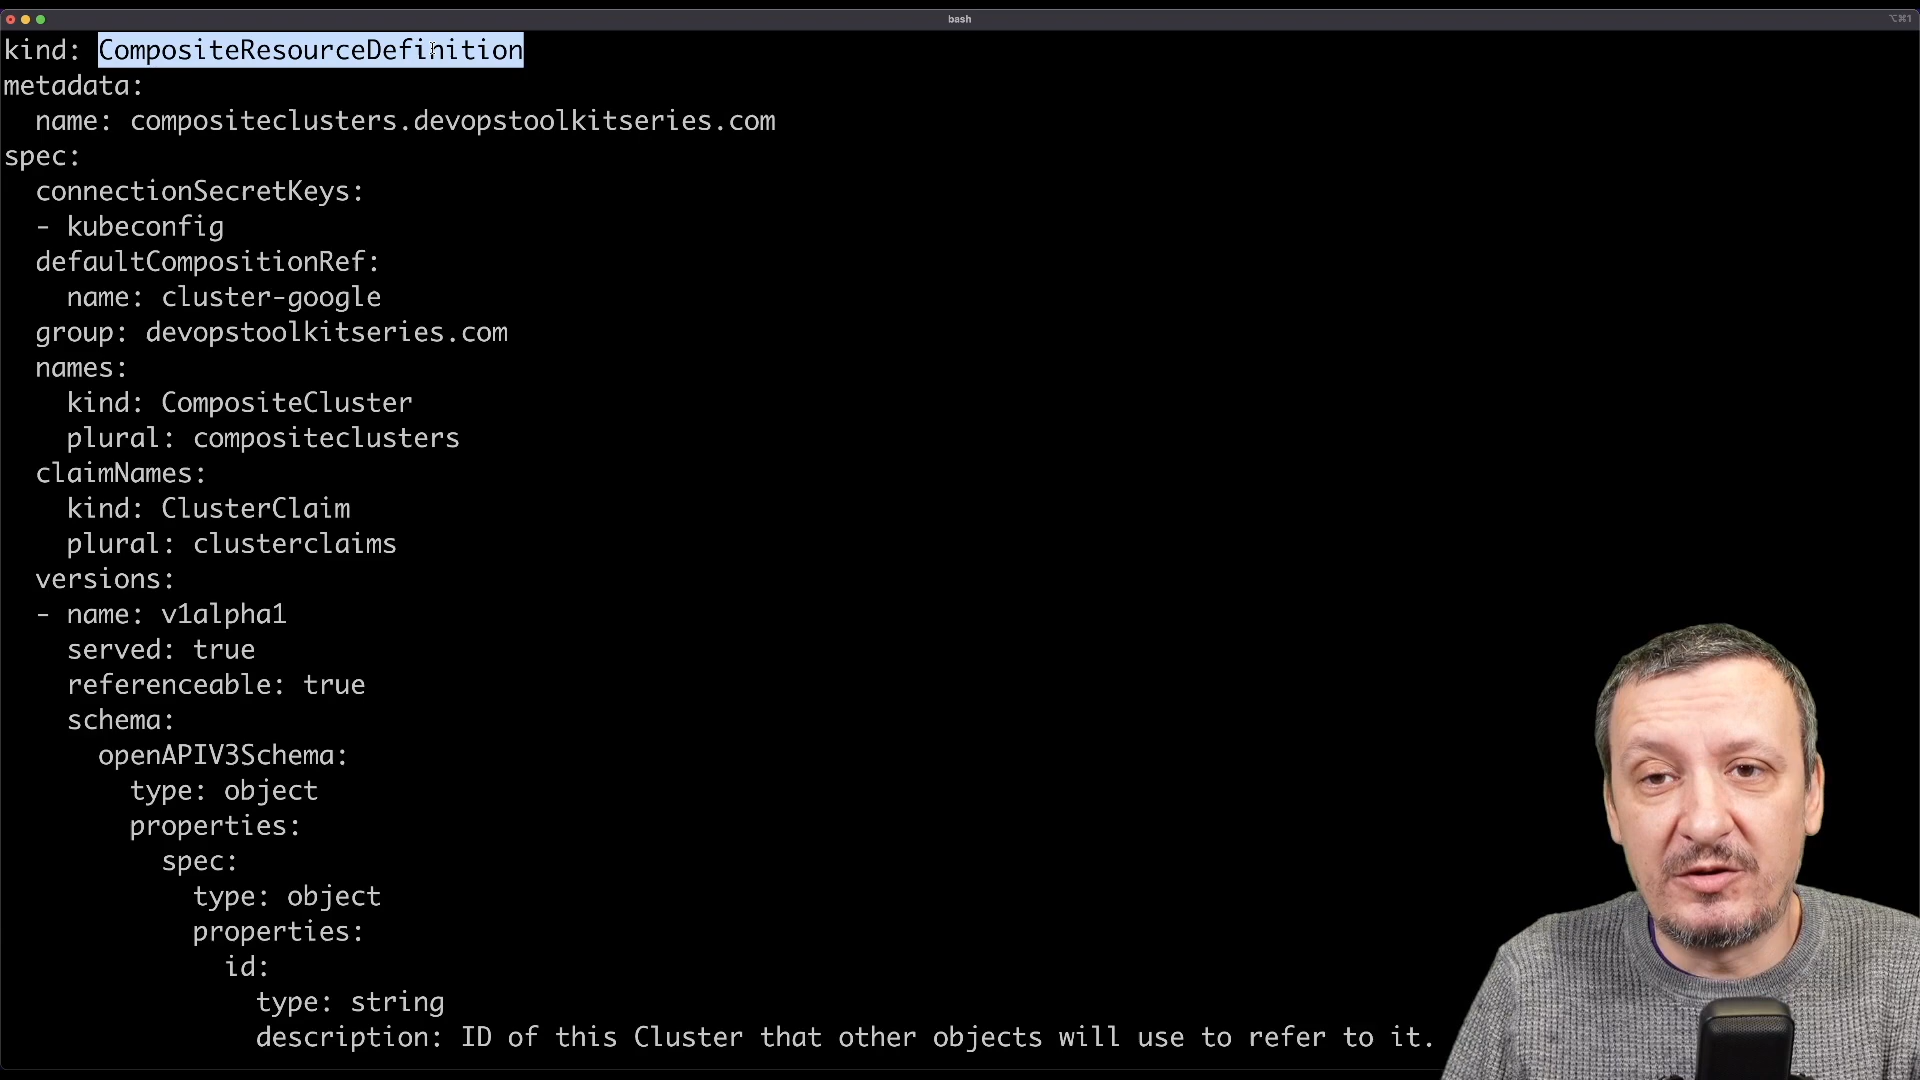 bash
⌥⌘1
kind: CompositeResourceDefinition
metadata:
  name: compositeclusters.devopstoolkitseries.com
spec:
  connectionSecretKeys:
  - kubeconfig
  defaultCompositionRef:
    name: cluster-google
  group: devopstoolkitseries.com
  names:
    kind: CompositeCluster
    plural: compositeclusters
  claimNames:
    kind: ClusterClaim
    plural: clusterclaims
  versions:
  - name: v1alpha1
    served: true
    referenceable: true
    schema:
      openAPIV3Schema:
        type: object
        properties:
          spec:
            type: object
            properties:
              id:
                type: string
                description: ID of this Cluster that other objects will use to refer to it.